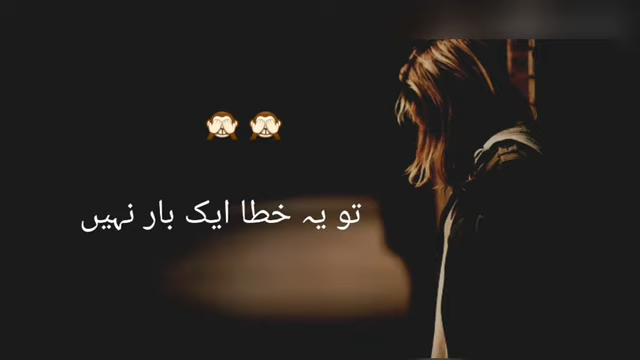 🙈 🙈
تو یہ خطا ایک بار نہیں